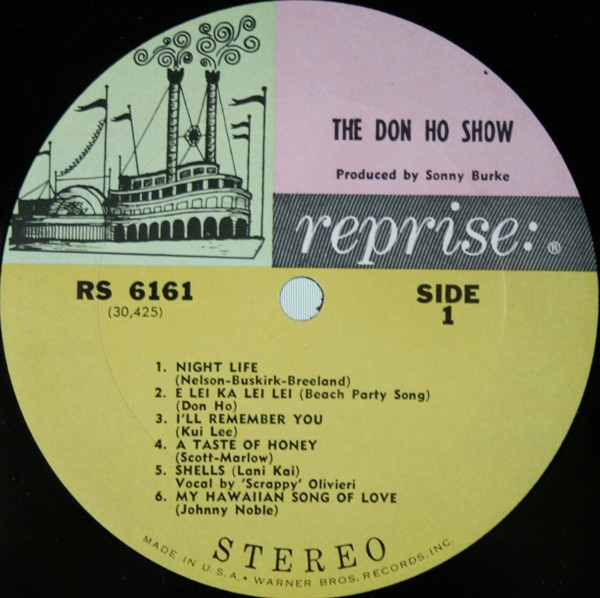 THE DON HO SHOW
Produced by Sonny Burke
reprise: ®
RS 6161
(30,425)
SIDE
1
1. NIGHT LIFE
(Nelson-Buskirk-Breeland)
2. E LEI KA LEI LEI (Beach Party Song)
(Don Ho)
3. I'LL REMEMBER YOU
(Kui Lee)
4. A TASTE OF HONEY
(Scott-Marlow)
5. SHELLS (Lani Kai)
Vocal by 'Scrappy' Olivieri
6. MY HAWAIIAN SONG OF LOVE
(Johnny Noble)
STEREO
MADE IN U.S.A. • WARNER BROS. RECORDS, INC.